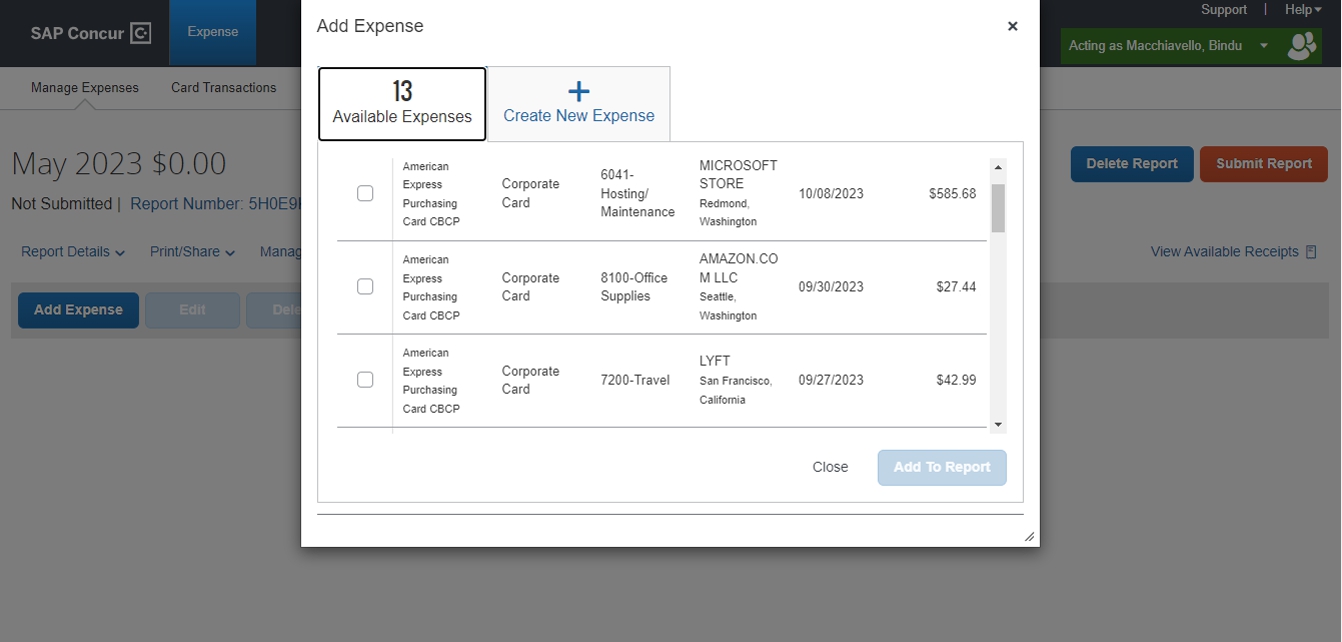 SAP Concur C
Expense
Support | Help
Acting as Macchiavello, Bindu
Manage Expenses
Card Transactions
May 2023 $0.00
Not Submitted | Report Number: 5H0E9
Delete Report
Submit Report
Report Details
Print/Share
Manag
View Available Receipts
Add Expense
Edit
Dele
Add Expense
×
13
Available Expenses
+
Create New Expense
American
Express
Purchasing
Card CBCP
Corporate
Card
6041-
Hosting/
Maintenance
MICROSOFT
STORE
Redmond,
Washington
10/08/2023
$585.68
American
Express
Purchasing
Card CBCP
Corporate
Card
8100-Office
Supplies
AMAZON.CO
M LLC
Seattle,
Washington
09/30/2023
$27.44
American
Express
Purchasing
Card CBCP
Corporate
Card
7200-Travel
LYFT
San Francisco,
California
09/27/2023
$42.99
Close
Add To Report